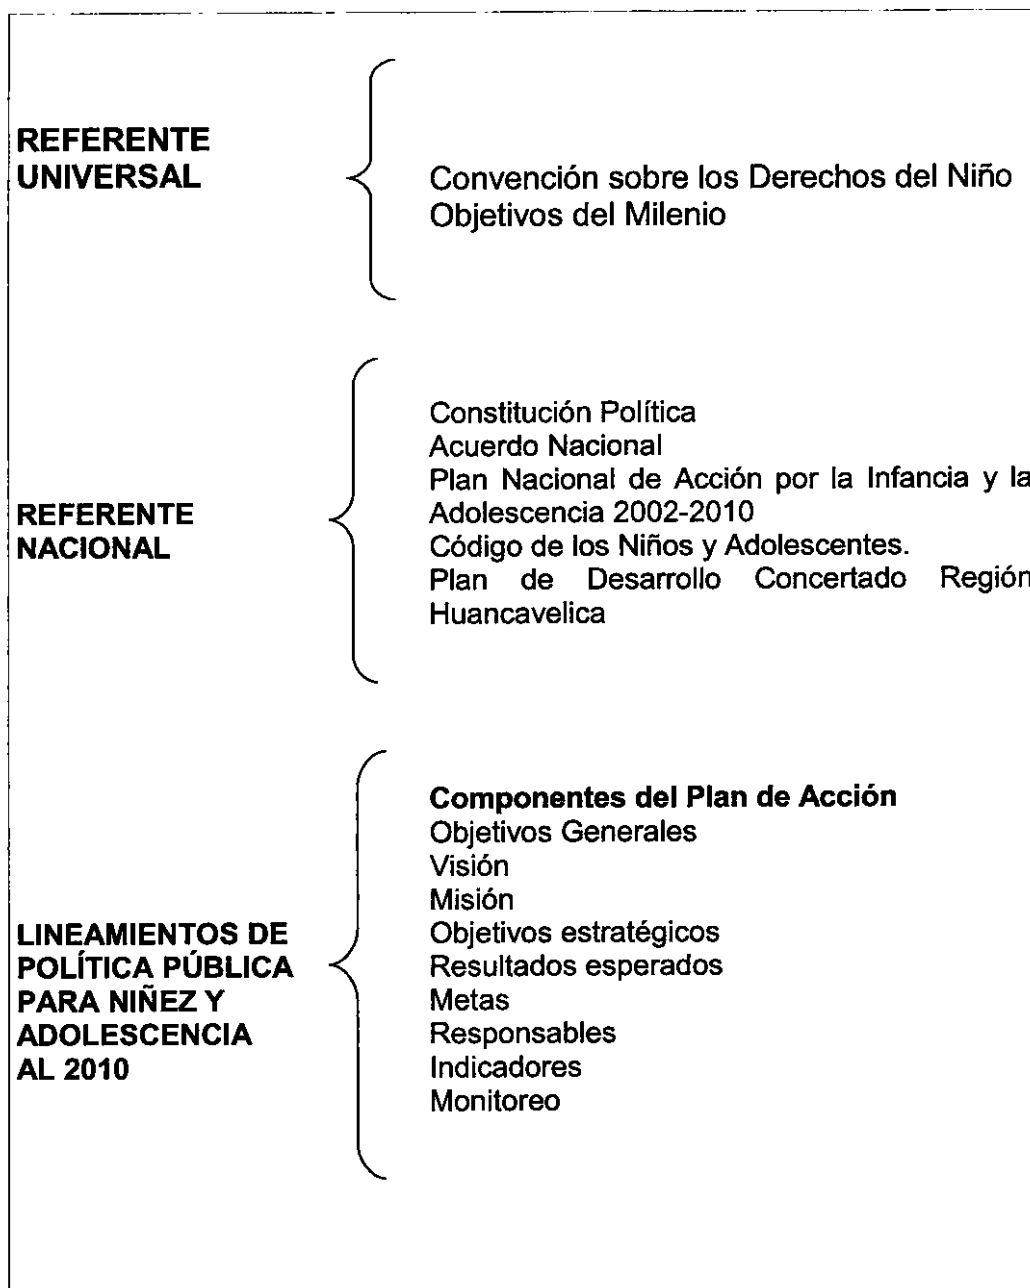 REFERENTE
UNIVERSAL
Convención sobre los Derechos del Niño
Objetivos del Milenio
REFERENTE
NACIONAL
Constitución Política
Acuerdo Nacional
Plan Nacional de Acción por la Infancia y la
Adolescencia 2002-2010
Código de los Niños y Adolescentes.
Plan de Desarrollo Concertado Región
Huancavelica
LINEAMIENTOS DE
POLÍTICA PÚBLICA
PARA NIÑEZ Y
ADOLESCENCIA
AL 2010
Componentes del Plan de Acción
Objetivos Generales
Visión
Misión
Objetivos estratégicos
Resultados esperados
Metas
Responsables
Indicadores
Monitoreo